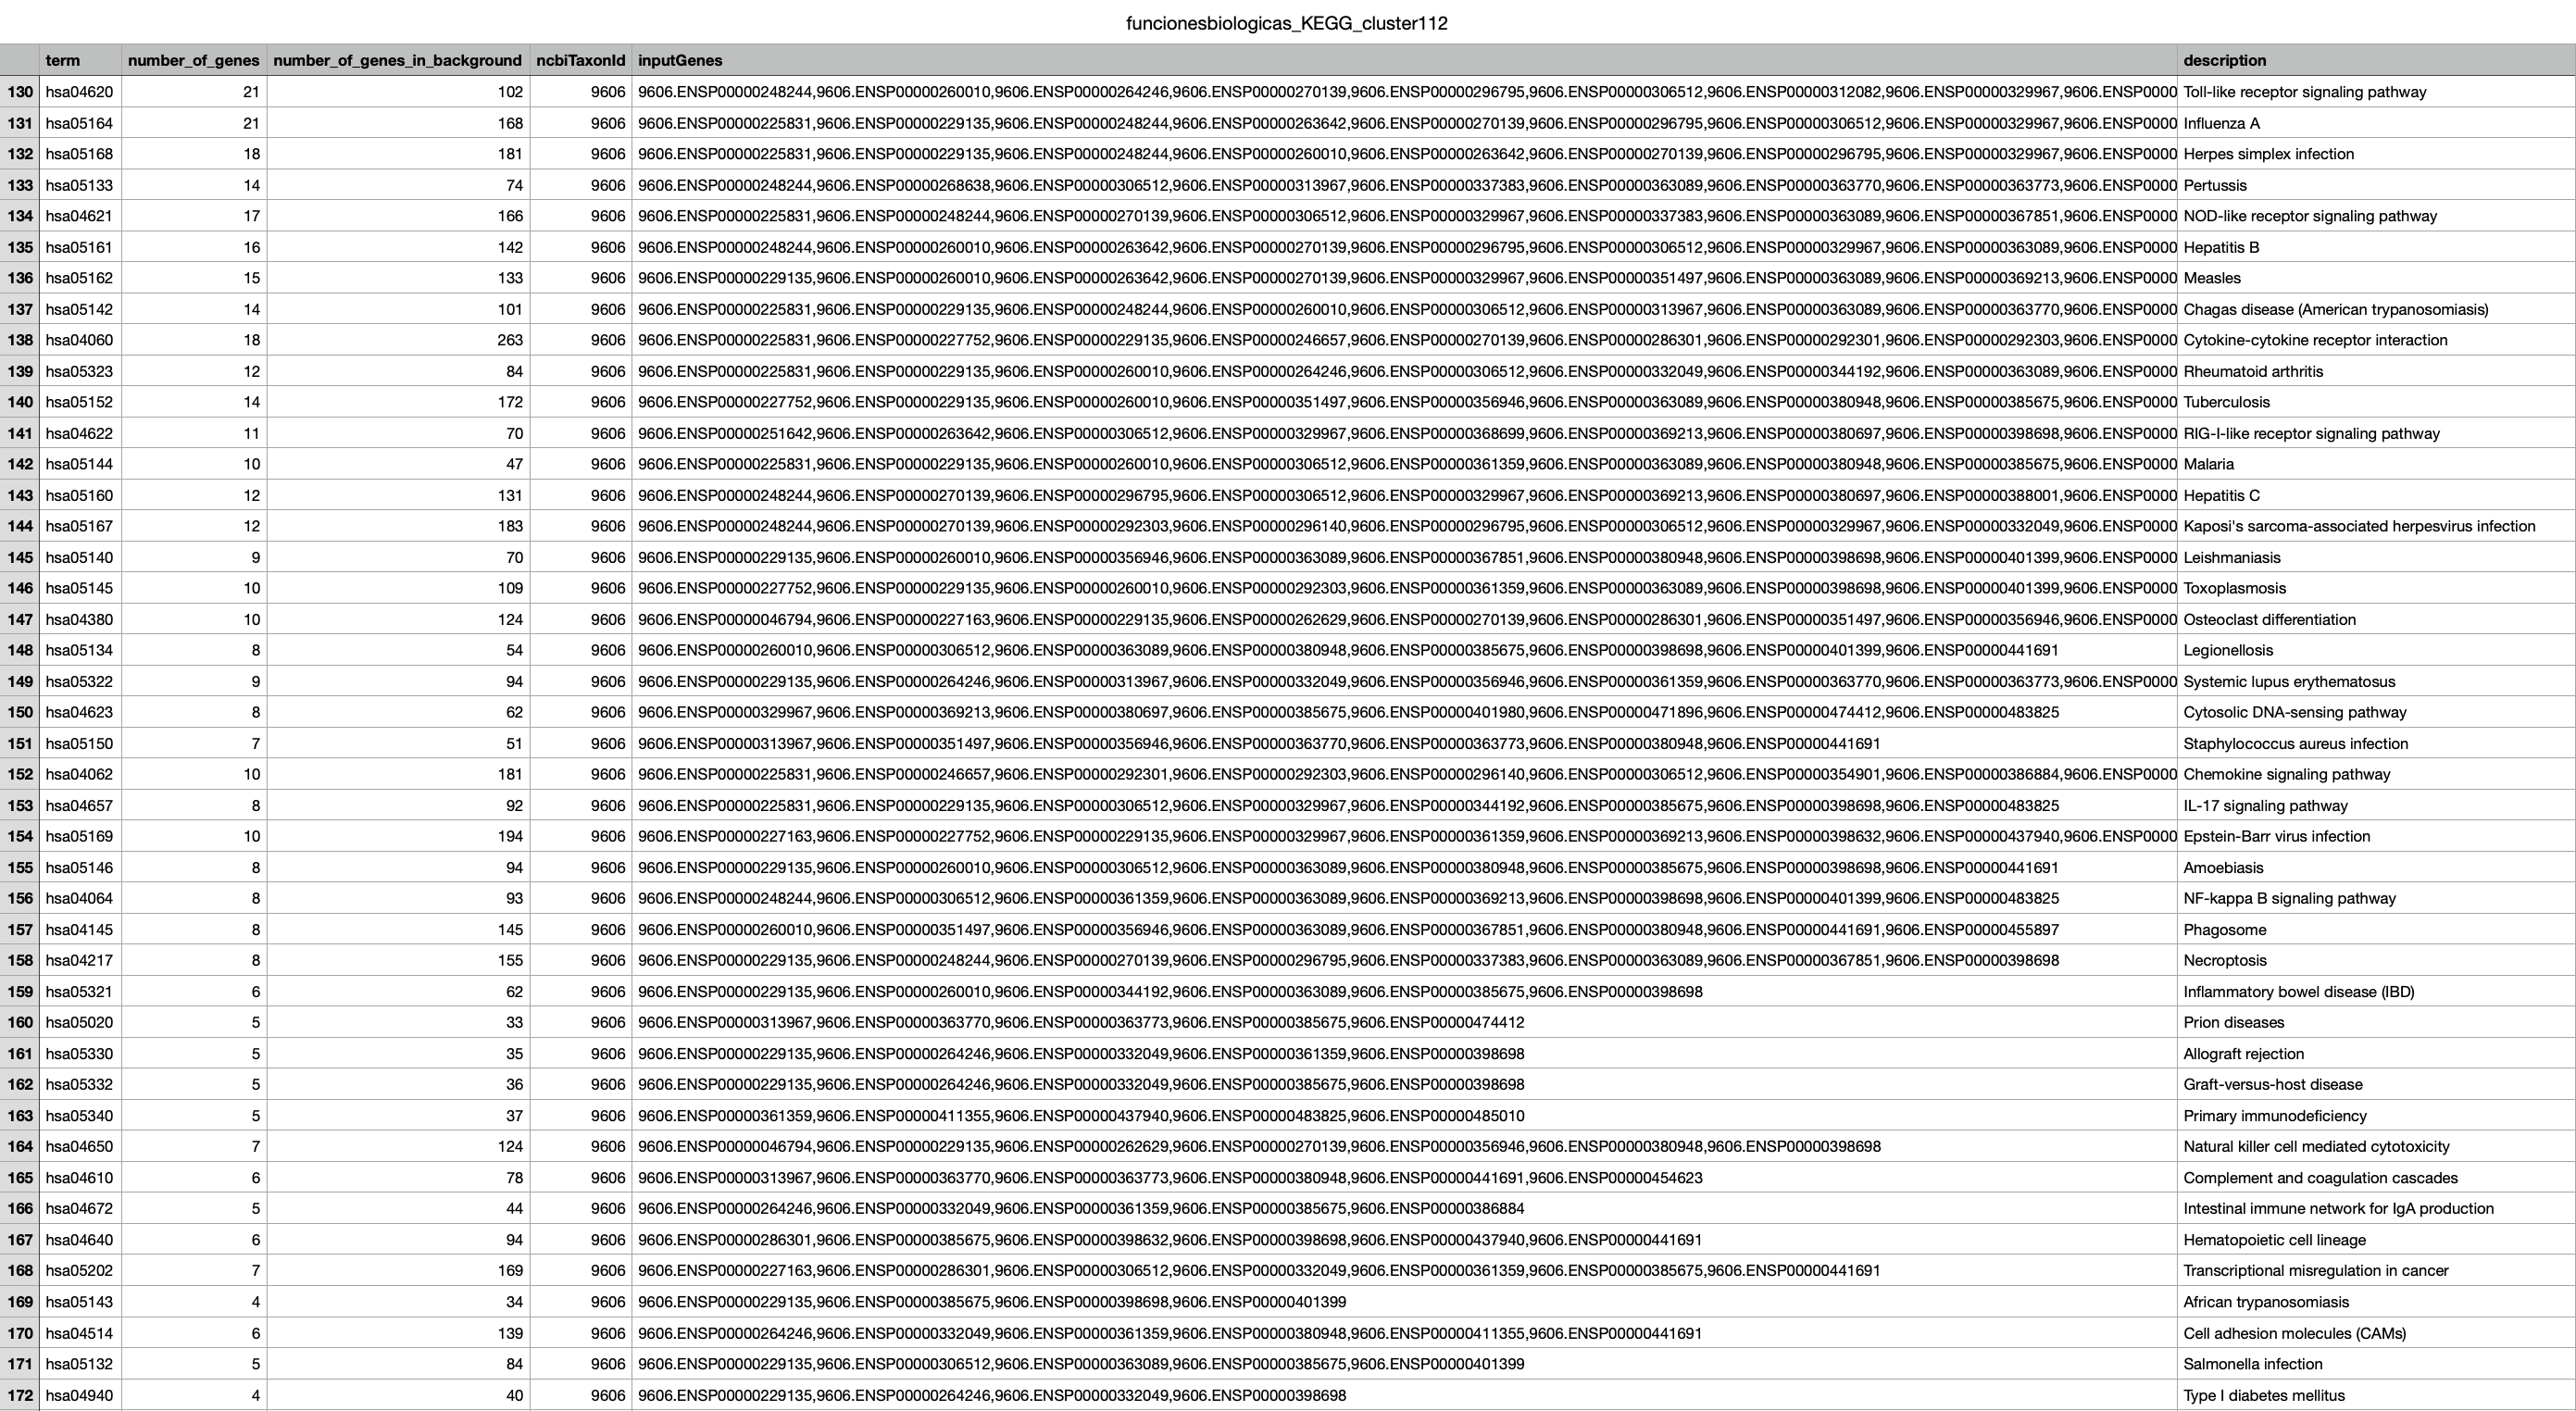 funcionesbiologicas_KEGG_cluster112
term number_of_genes number_of_genes_in_background ncbiTaxonId inputGenes description
130 hsa04620 21 102 9606 9606.ENSP00000248244,9606.ENSP00000260010,9606.ENSP00000264246,9606.ENSP00000270139,9606.ENSP00000296795,9606.ENSP00000306512,9606.ENSP00000312082,9606.ENSP00000329967,9606.ENSP0000 Toll-like receptor signaling pathway
131 hsa05164 21 168 9606 9606.ENSP00000225831,9606.ENSP00000229135,9606.ENSP00000248244,9606.ENSP00000263642,9606.ENSP00000270139,9606.ENSP00000296795,9606.ENSP00000306512,9606.ENSP00000329967,9606.ENSP0000 Influenza A
132 hsa05168 18 181 9606 9606.ENSP00000225831,9606.ENSP00000229135,9606.ENSP00000248244,9606.ENSP00000260010,9606.ENSP00000263642,9606.ENSP00000270139,9606.ENSP00000296795,9606.ENSP00000329967,9606.ENSP0000 Herpes simplex infection
133 hsa05133 14 74 9606 9606.ENSP00000248244,9606.ENSP00000268638,9606.ENSP00000306512,9606.ENSP00000313967,9606.ENSP00000337383,9606.ENSP00000363089,9606.ENSP00000363770,9606.ENSP00000363773,9606.ENSP0000 Pertussis
134 hsa04621 17 166 9606 9606.ENSP00000225831,9606.ENSP00000248244,9606.ENSP00000270139,9606.ENSP00000306512,9606.ENSP00000329967,9606.ENSP00000337383,9606.ENSP00000363089,9606.ENSP00000367851,9606.ENSP0000 NOD-like receptor signaling pathway
135 hsa05161 16 142 9606 9606.ENSP00000248244,9606.ENSP00000260010,9606.ENSP00000263642,9606.ENSP00000270139,9606.ENSP00000296795,9606.ENSP00000306512,9606.ENSP00000329967,9606.ENSP00000363089,9606.ENSP0000 Hepatitis B
136 hsa05162 15 133 9606 9606.ENSP00000229135,9606.ENSP00000260010,9606.ENSP00000263642,9606.ENSP00000270139,9606.ENSP00000329967,9606.ENSP00000351497,9606.ENSP00000363089,9606.ENSP00000369213,9606.ENSP0000 Measles
137 hsa05142 14 101 9606 9606.ENSP00000225831,9606.ENSP00000229135,9606.ENSP00000248244,9606.ENSP00000260010,9606.ENSP00000306512,9606.ENSP00000313967,9606.ENSP00000363089,9606.ENSP00000363770,9606.ENSP0000 Chagas disease (American trypanosomiasis)
138 hsa04060 18 263 9606 9606.ENSP00000225831,9606.ENSP00000227752,9606.ENSP00000229135,9606.ENSP00000246657,9606.ENSP00000270139,9606.ENSP00000286301,9606.ENSP00000292301,9606.ENSP00000292303,9606.ENSP0000 Cytokine-cytokine receptor interaction
139 hsa05323 12 84 9606 9606.ENSP00000225831,9606.ENSP00000229135,9606.ENSP00000260010,9606.ENSP00000264246,9606.ENSP00000306512,9606.ENSP00000332049,9606.ENSP00000344192,9606.ENSP00000363089,9606.ENSP0000 Rheumatoid arthritis
140 hsa05152 14 172 9606 9606.ENSP00000227752,9606.ENSP00000229135,9606.ENSP00000260010,9606.ENSP00000351497,9606.ENSP00000356946,9606.ENSP00000363089,9606.ENSP00000380948,9606.ENSP00000385675,9606.ENSP0000 Tuberculosis
141 hsa04622 11 70 9606 9606.ENSP00000251642,9606.ENSP00000263642,9606.ENSP00000306512,9606.ENSP00000329967,9606.ENSP00000368699,9606.ENSP00000369213,9606.ENSP00000380697,9606.ENSP00000398698,9606.ENSP0000 RIG-I-like receptor signaling pathway
142 hsa05144 10 47 9606 9606.ENSP00000225831,9606.ENSP00000229135,9606.ENSP00000260010,9606.ENSP00000306512,9606.ENSP00000361359,9606.ENSP00000363089,9606.ENSP00000380948,9606.ENSP00000385675,9606.ENSP0000 Malaria
143 hsa05160 12 131 9606 9606.ENSP00000248244,9606.ENSP00000270139,9606.ENSP00000296795,9606.ENSP00000306512,9606.ENSP00000329967,9606.ENSP00000369213,9606.ENSP00000380697,9606.ENSP00000388001,9606.ENSP0000 Hepatitis C
144 hsa05167 12 183 9606 9606.ENSP00000248244,9606.ENSP00000270139,9606.ENSP00000292303,9606.ENSP00000296140,9606.ENSP00000296795,9606.ENSP00000306512,9606.ENSP00000329967,9606.ENSP00000332049,9606.ENSP0000 Kaposi's sarcoma-associated herpesvirus infection
145 hsa05140 9 70 9606 9606.ENSP00000229135,9606.ENSP00000260010,9606.ENSP00000356946,9606.ENSP00000363089,9606.ENSP00000367851,9606.ENSP00000380948,9606.ENSP00000398698,9606.ENSP00000401399,9606.ENSP0000 Leishmaniasis
146 hsa05145 10 109 9606 9606.ENSP00000227752,9606.ENSP00000229135,9606.ENSP00000260010,9606.ENSP00000292303,9606.ENSP00000361359,9606.ENSP00000363089,9606.ENSP00000398698,9606.ENSP00000401399,9606.ENSP0000 Toxoplasmosis
147 hsa04380 10 124 9606 9606.ENSP00000046794,9606.ENSP00000227163,9606.ENSP00000229135,9606.ENSP00000262629,9606.ENSP00000270139,9606.ENSP00000286301,9606.ENSP00000351497,9606.ENSP00000356946,9606.ENSP0000 Osteoclast differentiation
148 hsa05134 8 54 9606 9606.ENSP00000260010,9606.ENSP00000306512,9606.ENSP00000363089,9606.ENSP00000380948,9606.ENSP00000385675,9606.ENSP00000398698,9606.ENSP00000401399,9606.ENSP00000441691 Legionellosis
149 hsa05322 9 94 9606 9606.ENSP00000229135,9606.ENSP00000264246,9606.ENSP00000313967,9606.ENSP00000332049,9606.ENSP00000356946,9606.ENSP00000361359,9606.ENSP00000363770,9606.ENSP00000363773,9606.ENSP0000 Systemic lupus erythematosus
150 hsa04623 8 62 9606 9606.ENSP00000329967,9606.ENSP00000369213,9606.ENSP00000380697,9606.ENSP00000385675,9606.ENSP00000401980,9606.ENSP00000471896,9606.ENSP00000474412,9606.ENSP00000483825 Cytosolic DNA-sensing pathway
151 hsa05150 7 51 9606 9606.ENSP00000313967,9606.ENSP00000351497,9606.ENSP00000356946,9606.ENSP00000363770,9606.ENSP00000363773,9606.ENSP00000380948,9606.ENSP00000441691 Staphylococcus aureus infection
152 hsa04062 10 181 9606 9606.ENSP00000225831,9606.ENSP00000246657,9606.ENSP00000292301,9606.ENSP00000292303,9606.ENSP00000296140,9606.ENSP00000306512,9606.ENSP00000354901,9606.ENSP00000386884,9606.ENSP0000 Chemokine signaling pathway
153 hsa04657 8 92 9606 9606.ENSP00000225831,9606.ENSP00000229135,9606.ENSP00000306512,9606.ENSP00000329967,9606.ENSP00000344192,9606.ENSP00000385675,9606.ENSP00000398698,9606.ENSP00000483825 IL-17 signaling pathway
154 hsa05169 10 194 9606 9606.ENSP00000227163,9606.ENSP00000227752,9606.ENSP00000229135,9606.ENSP00000329967,9606.ENSP00000361359,9606.ENSP00000369213,9606.ENSP00000398632,9606.ENSP00000437940,9606.ENSP0000 Epstein-Barr virus infection
155 hsa05146 8 94 9606 9606.ENSP00000229135,9606.ENSP00000260010,9606.ENSP00000306512,9606.ENSP00000363089,9606.ENSP00000380948,9606.ENSP00000385675,9606.ENSP00000398698,9606.ENSP00000441691 Amoebiasis
156 hsa04064 8 93 9606 9606.ENSP00000248244,9606.ENSP00000306512,9606.ENSP00000361359,9606.ENSP00000363089,9606.ENSP00000369213,9606.ENSP00000398698,9606.ENSP00000401399,9606.ENSP00000483825 NF-kappa B signaling pathway
157 hsa04145 8 145 9606 9606.ENSP00000260010,9606.ENSP00000351497,9606.ENSP00000356946,9606.ENSP00000363089,9606.ENSP00000367851,9606.ENSP00000380948,9606.ENSP00000441691,9606.ENSP00000455897 Phagosome
158 hsa04217 8 155 9606 9606.ENSP00000229135,9606.ENSP00000248244,9606.ENSP00000270139,9606.ENSP00000296795,9606.ENSP00000337383,9606.ENSP00000363089,9606.ENSP00000367851,9606.ENSP00000398698 Necroptosis
159 hsa05321 6 62 9606 9606.ENSP00000229135,9606.ENSP00000260010,9606.ENSP00000344192,9606.ENSP00000363089,9606.ENSP00000385675,9606.ENSP00000398698 Inflammatory bowel disease (IBD)
160 hsa05020 5 33 9606 9606.ENSP00000313967,9606.ENSP00000363770,9606.ENSP00000363773,9606.ENSP00000385675,9606.ENSP00000474412 Prion diseases
161 hsa05330 5 35 9606 9606.ENSP00000229135,9606.ENSP00000264246,9606.ENSP00000332049,9606.ENSP00000361359,9606.ENSP00000398698 Allograft rejection
162 hsa05332 5 36 9606 9606.ENSP00000229135,9606.ENSP00000264246,9606.ENSP00000332049,9606.ENSP00000385675,9606.ENSP00000398698 Graft-versus-host disease
163 hsa05340 5 37 9606 9606.ENSP00000361359,9606.ENSP00000411355,9606.ENSP00000437940,9606.ENSP00000483825,9606.ENSP00000485010 Primary immunodeficiency
164 hsa04650 7 124 9606 9606.ENSP00000046794,9606.ENSP00000229135,9606.ENSP00000262629,9606.ENSP00000270139,9606.ENSP00000356946,9606.ENSP00000380948,9606.ENSP00000398698 Natural killer cell mediated cytotoxicity
165 hsa04610 6 78 9606 9606.ENSP00000313967,9606.ENSP00000363770,9606.ENSP00000363773,9606.ENSP00000380948,9606.ENSP00000441691,9606.ENSP00000454623 Complement and coagulation cascades
166 hsa04672 5 44 9606 9606.ENSP00000264246,9606.ENSP00000332049,9606.ENSP00000361359,9606.ENSP00000385675,9606.ENSP00000386884 Intestinal immune network for IgA production
167 hsa04640 6 94 9606 9606.ENSP00000286301,9606.ENSP00000385675,9606.ENSP00000398632,9606.ENSP00000398698,9606.ENSP00000437940,9606.ENSP00000441691 Hematopoietic cell lineage
168 hsa05202 7 169 9606 9606.ENSP00000227163,9606.ENSP00000286301,9606.ENSP00000306512,9606.ENSP00000332049,9606.ENSP00000361359,9606.ENSP00000385675,9606.ENSP00000441691 Transcriptional misregulation in cancer
169 hsa05143 4 34 9606 9606.ENSP00000229135,9606.ENSP00000385675,9606.ENSP00000398698,9606.ENSP00000401399 African trypanosomiasis
170 hsa04514 6 139 9606 9606.ENSP00000264246,9606.ENSP00000332049,9606.ENSP00000361359,9606.ENSP00000380948,9606.ENSP00000411355,9606.ENSP00000441691 Cell adhesion molecules (CAMs)
171 hsa05132 5 84 9606 9606.ENSP00000229135,9606.ENSP00000306512,9606.ENSP00000363089,9606.ENSP00000385675,9606.ENSP00000401399 Salmonella infection
172 hsa04940 4 40 9606 9606.ENSP00000229135,9606.ENSP00000264246,9606.ENSP00000332049,9606.ENSP00000398698 Type I diabetes mellitus